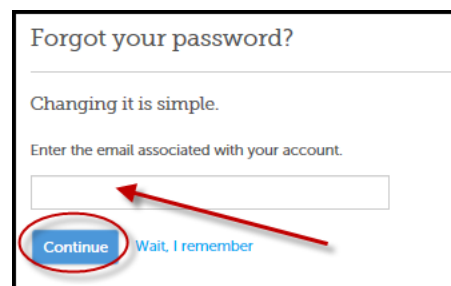 Forgot your password?
Changing it is simple.
Enter the email associated with your account.
Continue Wait, I remember